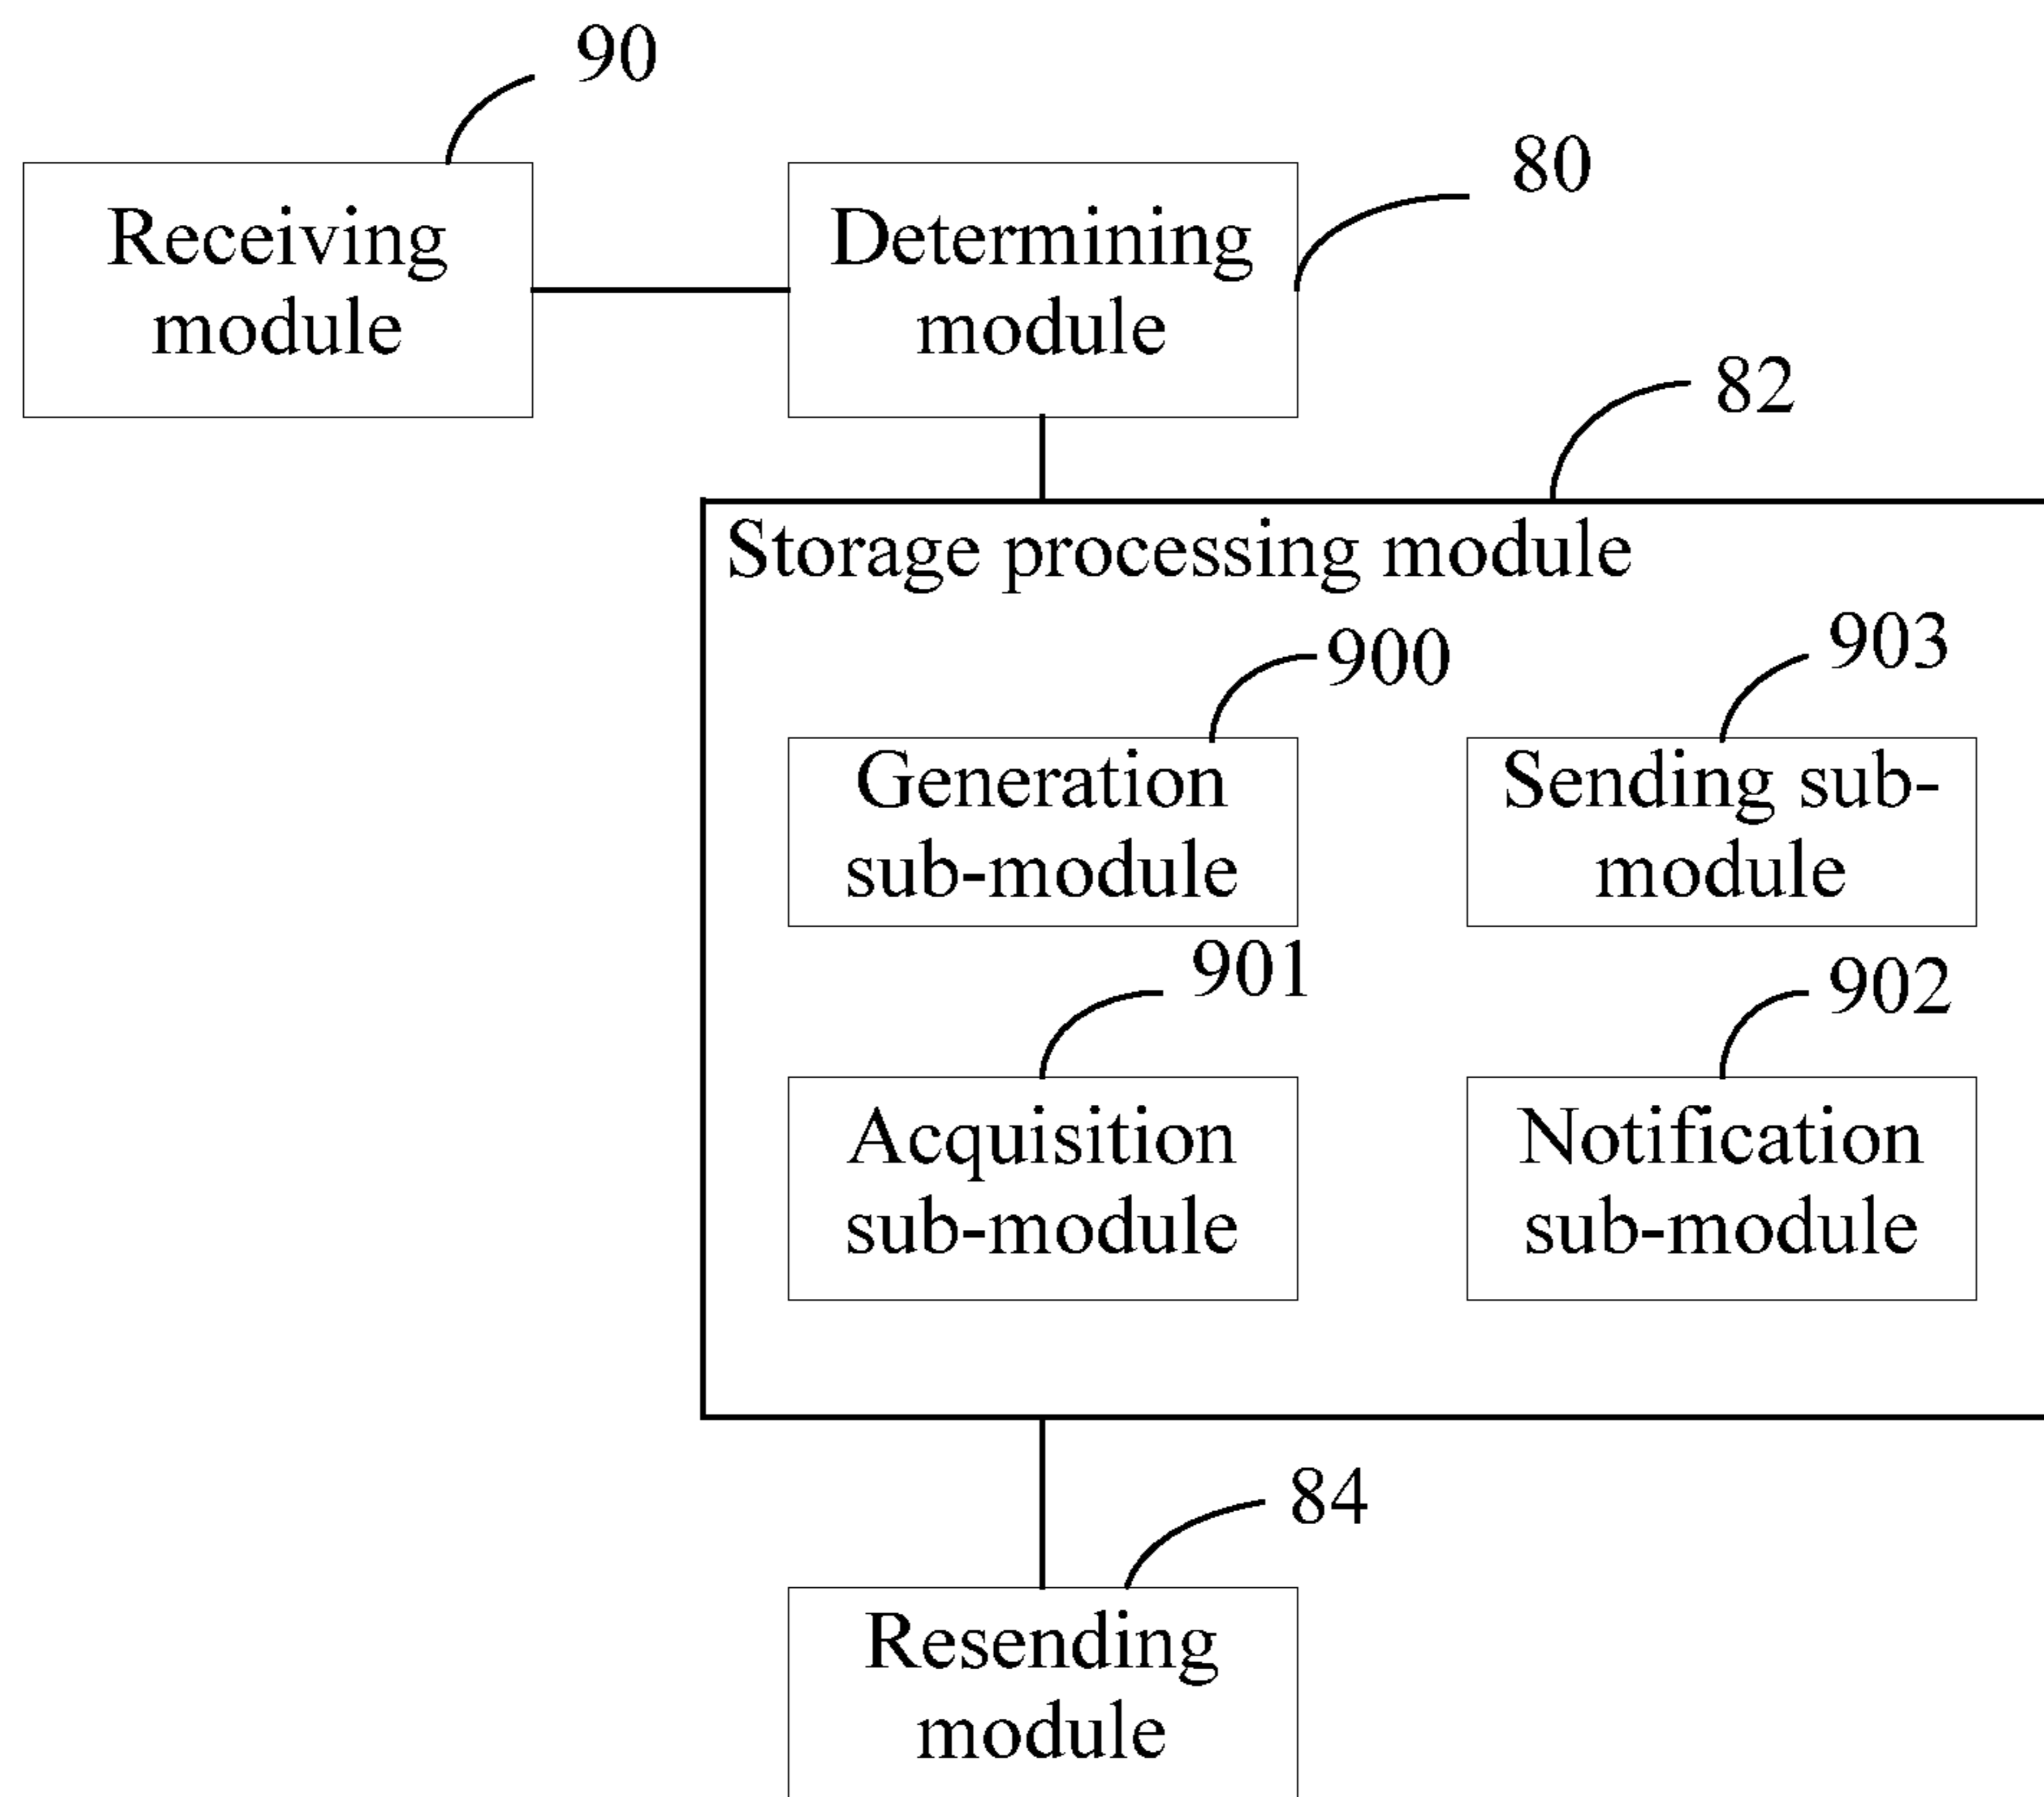 90
80
Receiving
module
Determining
module
82
Storage processing module
900
903
Generation
sub-module
Sending sub-
module
901
902
Acquisition
sub-module
Notification
sub-module
84
Resending
module